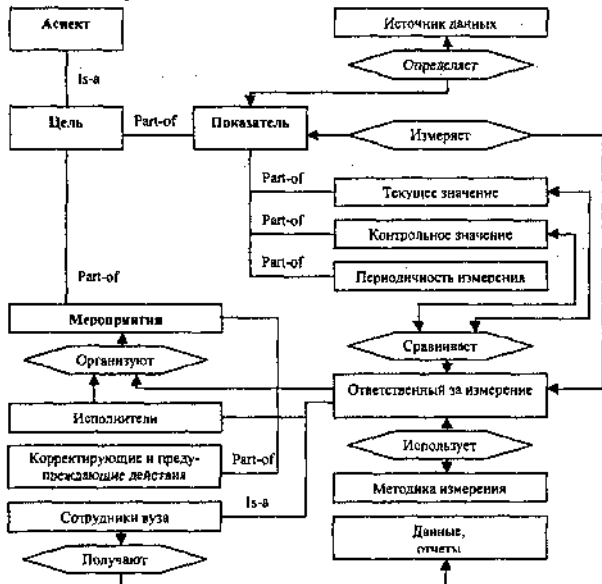 Аспект
Источник данных
Определяет
Is-a
Цель
Part-of
Показатель
Измеряет
Part-of
Текущее значение
Part-of
Контрольное значение
Part-of
Периодичность измерения
Part-of
Мероприятия
Сравнивает
Организуют
Ответственный за измерение
Исполнители
Использует
Корректирующие и преду-
преждающие действия
Part-of
Методика измерения
Is-a
Сотрудники вуза
Данные,
отчеты
Получают